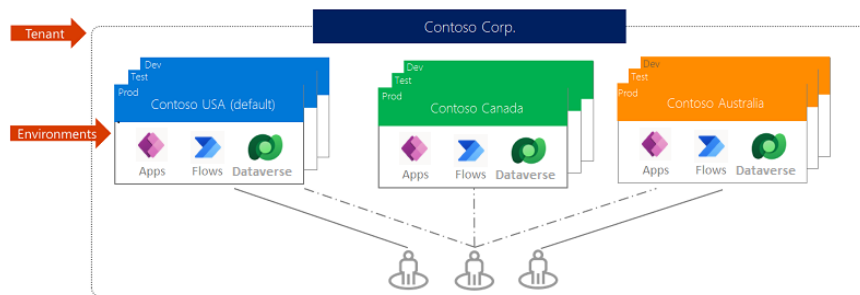 Contoso Corp.
Tenant
Dev
Test
Prod
Contoso USA (default)
Dev
Test
Prod
Contoso Canada
Dev
Test
Prod
Contoso Australia
Environments
Apps Flows Dataverse
Apps Flows Dataverse
Apps Flows Dataverse